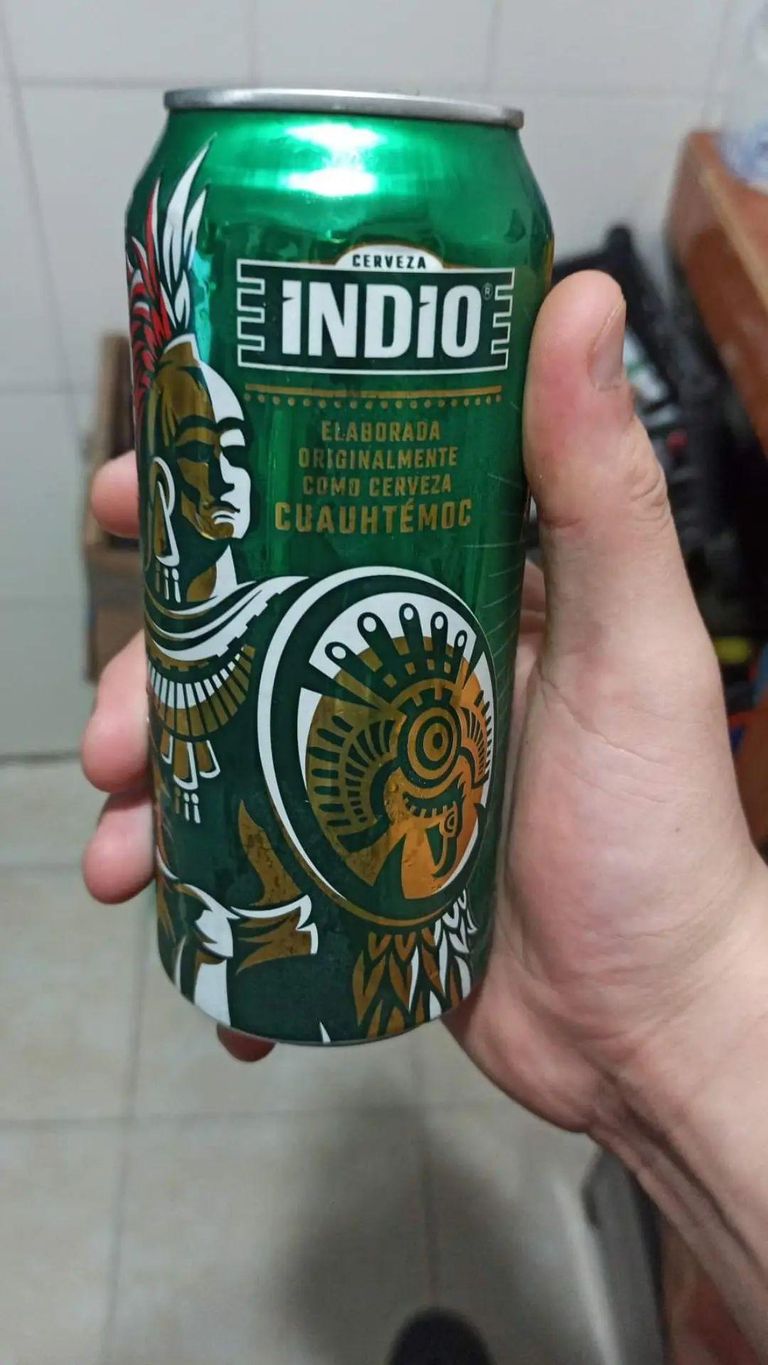 CERVEZA
INDIO®
ELABORADA
ORIGINALMENTE
COMO CERVEZA
CUAUHTÉMOC